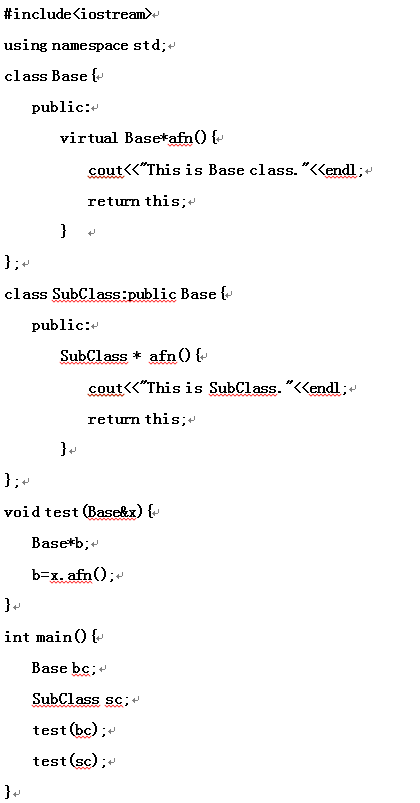 #include<iostream>↵
using namespace std;↵
class Base{↵
public:↵
virtual Base*afn(){↵
cout<<"This is Base class."<<endl;↵
return this;↵
} ↵
};↵
class SubClass:public Base{↵
public:↵
SubClass * afn(){↵
cout<<"This is SubClass."<<endl;↵
return this;↵
}↵
};↵
void test(Base&x){↵
Base*b;↵
b=x.afn();↵
}↵
int main(){↵
Base bc;↵
SubClass sc;↵
test(bc);↵
test(sc);↵
}↵